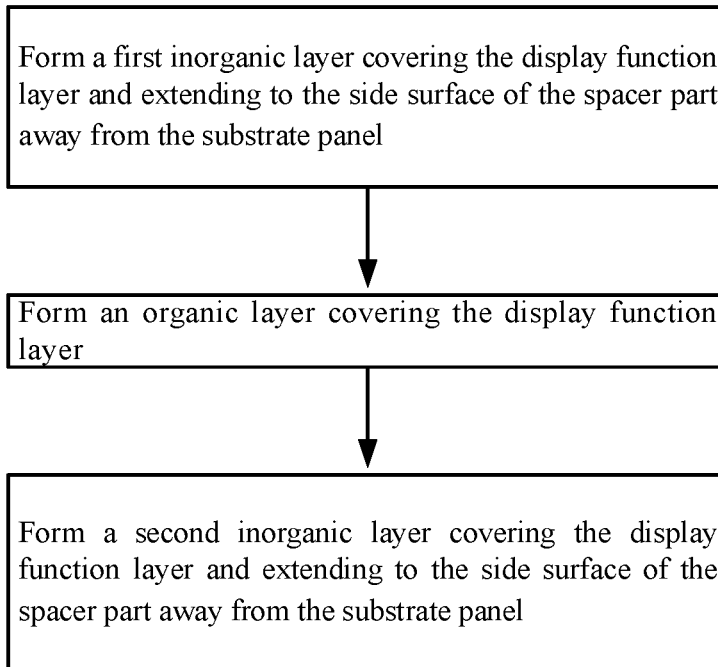 Form a first inorganic layer covering the display function
layer and extending to the side surface of the spacer part
away from the substrate panel
Form an organic layer covering the display function
layer
Form a second inorganic layer covering the display
function layer and extending to the side surface of the
spacer part away from the substrate panel